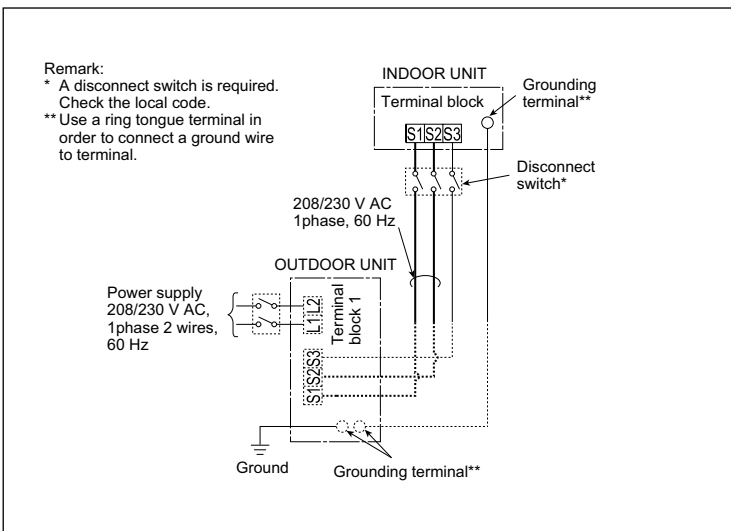 Remark:
* A disconnect switch is required.
Check the local code.
** Use a ring tongue terminal in
order to connect a ground wire
to terminal.
INDOOR UNIT
Terminal block
S1 S2 S3
Grounding
terminal**
Disconnect
switch*
208/230 V AC
1phase, 60 Hz
OUTDOOR UNIT
Power supply
208/230 V AC,
1phase 2 wires,
60 Hz
L1 L2
Terminal
block 1
S1 S2 S3
Ground
Grounding terminal**